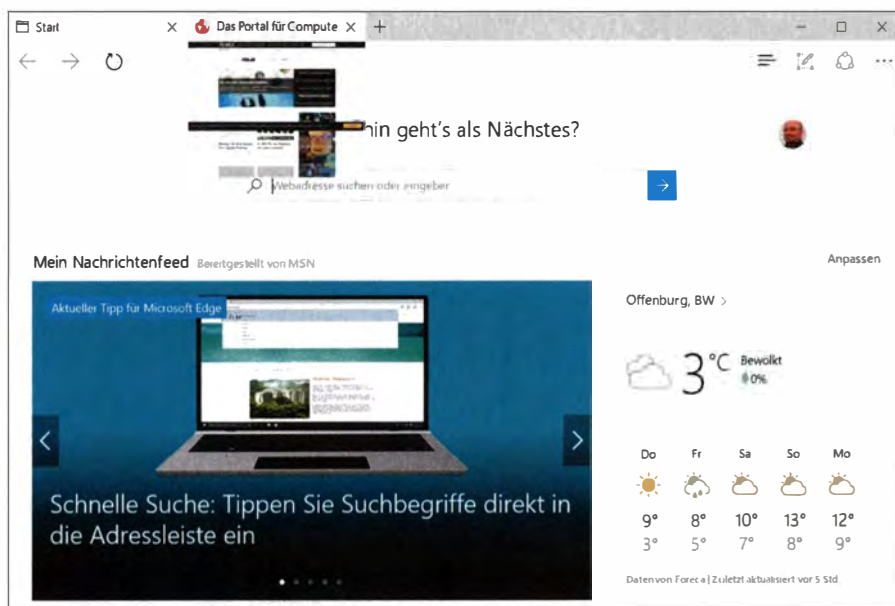 Start
Das Portal für Compute
hin geht's als Nächstes?
Webadresse suchen oder eingeber
Mein Nachrichtenfeed Bereitgestellt von MSN
Anpassen
Aktueller Tipp für Microsoft Edge
Schnelle Suche: Tippen Sie Suchbegriffe direkt in
die Adressleiste ein
Offenburg, BW >
3°C Bewölkt
0%
Do Fr Sa So Mo
9° 8° 10° 13° 12°
3° 5° 7° 8° 9°
Daten von Foreca | Zuletzt aktualisiert vor 5 Std